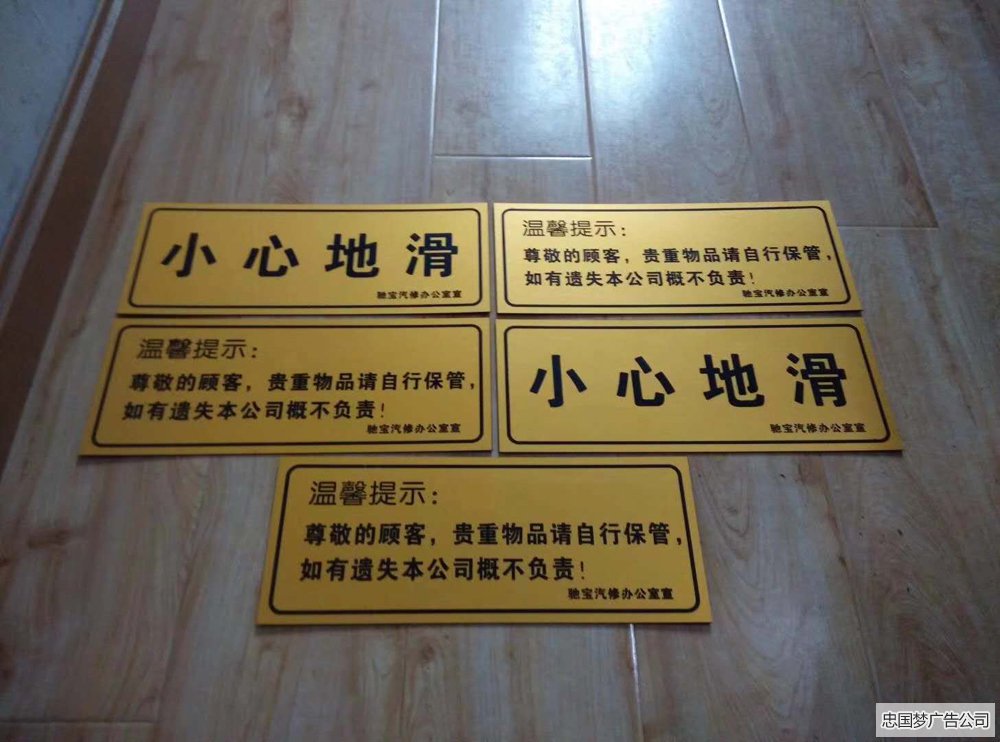 小心地滑
驰宝汽修办公室宣
温馨提示：
尊敬的顾客，贵重物品请自行保管，
如有遗失本公司概不负责！
驰宝汽修办公室宣
温馨提示：
尊敬的顾客，贵重物品请自行保管，
如有遗失本公司概不负责！
驰宝汽修办公室宣
小心地滑
驰宝汽修办公室宣
温馨提示：
尊敬的顾客，贵重物品请自行保管，
如有遗失本公司概不负责！
驰宝汽修办公室宣
忠国梦广告公司